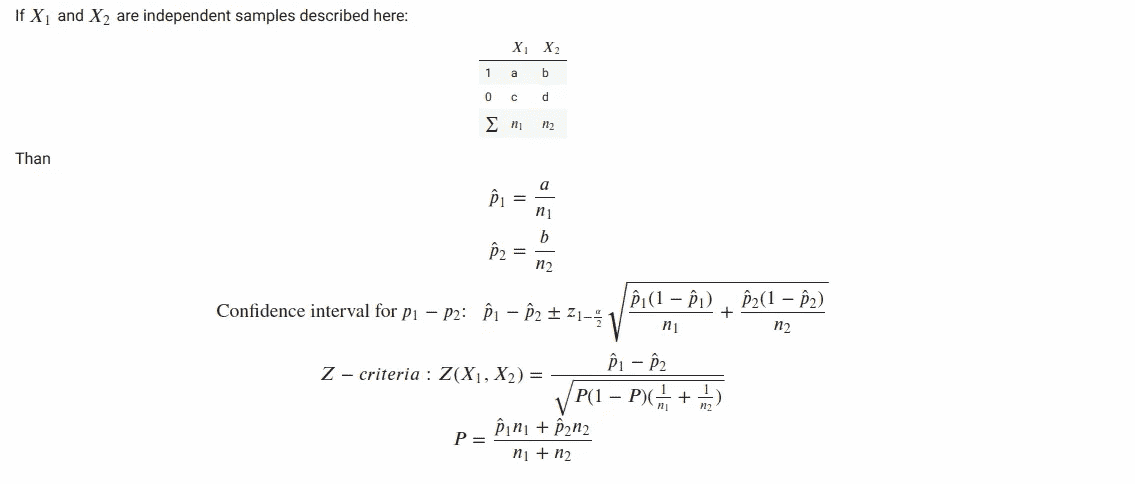 If X₁ and X₂ are independent samples described here:
X₁ X₂
1 a b
0 c d
Σ n₁ n₂
Than
p̂₁ = a / n₁
p̂₂ = b / n₂
Confidence interval for p₁ − p₂: p̂₁ − p̂₂ ± z_{1−α/2} √( p̂₁(1 − p̂₁) / n₁ + p̂₂(1 − p̂₂) / n₂ )
Z − criteria : Z(X₁, X₂) = (p̂₁ − p̂₂) / √( P(1 − P)(1/n₁ + 1/n₂) )
P = (p̂₁n₁ + p̂₂n₂) / (n₁ + n₂)